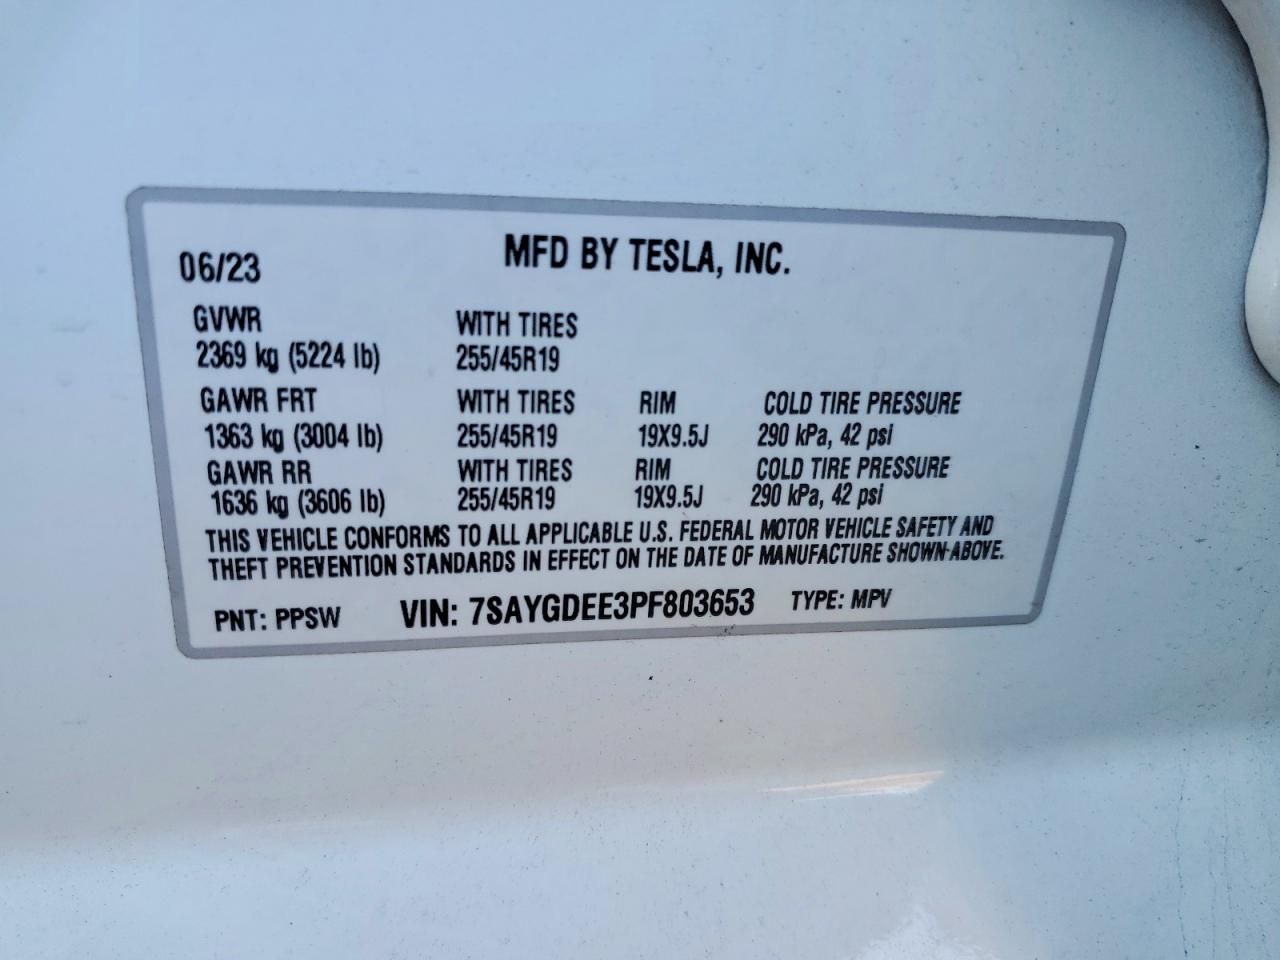 06/23 MFD BY TESLA, INC.
GVWR WITH TIRES
2369 kg (5224 lb) 255/45R19
GAWR FRT WITH TIRES RIM COLD TIRE PRESSURE
1363 kg (3004 lb) 255/45R19 19X9.5J 290 kPa, 42 psi
GAWR RR WITH TIRES RIM COLD TIRE PRESSURE
1636 kg (3606 lb) 255/45R19 19X9.5J 290 kPa, 42 psi
THIS VEHICLE CONFORMS TO ALL APPLICABLE U.S. FEDERAL MOTOR VEHICLE SAFETY AND
THEFT PREVENTION STANDARDS IN EFFECT ON THE DATE OF MANUFACTURE SHOWN ABOVE.
PNT: PPSW VIN: 7SAYGDEE3PF803653 TYPE: MPV